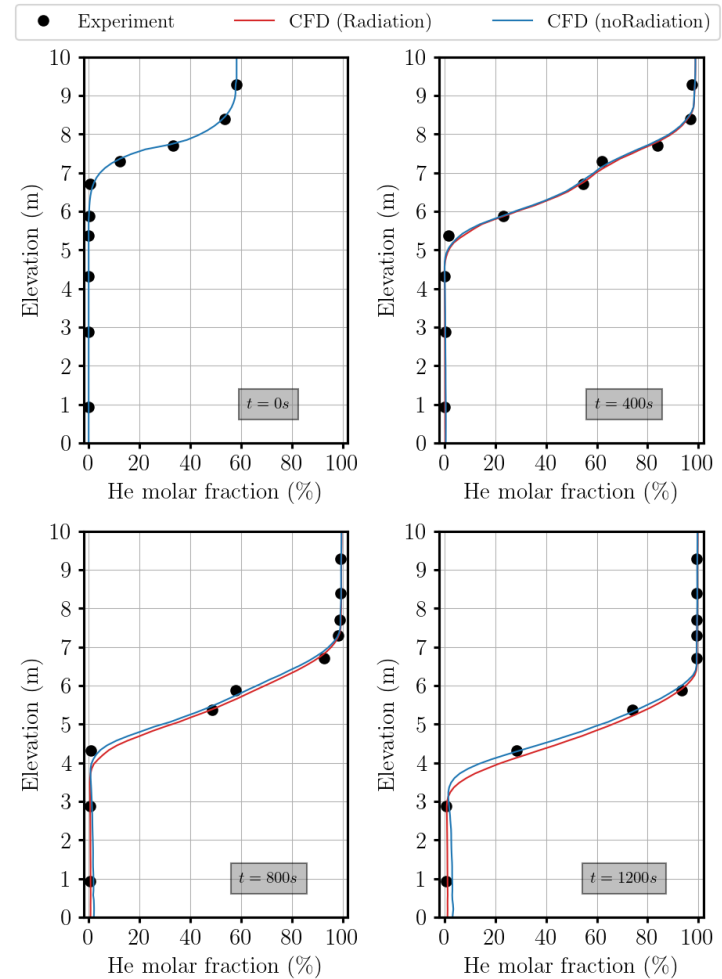 Experiment CFD (Radiation) CFD (noRadiation)
10
9
8
7
6
5
4
3
2
1
0
Elevation (m)
t = 0s
0 20 40 60 80 100
He molar fraction (%)
10
9
8
7
6
5
4
3
2
1
0
Elevation (m)
t = 400s
0 20 40 60 80 100
He molar fraction (%)
10
9
8
7
6
5
4
3
2
1
0
Elevation (m)
t = 800s
0 20 40 60 80 100
He molar fraction (%)
10
9
8
7
6
5
4
3
2
1
0
Elevation (m)
t = 1200s
0 20 40 60 80 100
He molar fraction (%)